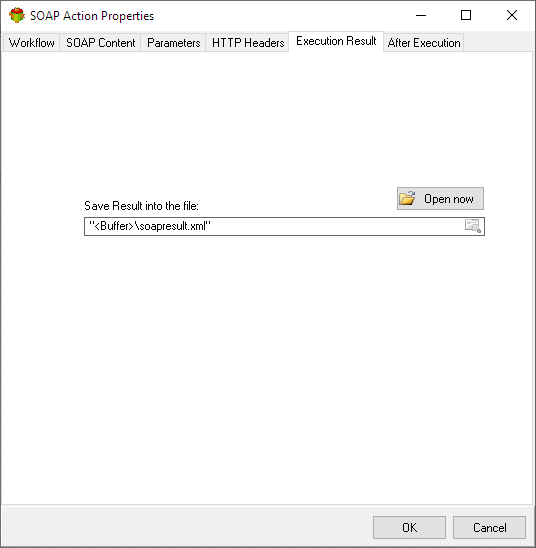 SOAP Action Properties
Workflow SOAP Content Parameters HTTP Headers Execution Result After Execution
Open now
Save Result into the file:
"<Buffer>\soapresult.xml"
OK Cancel